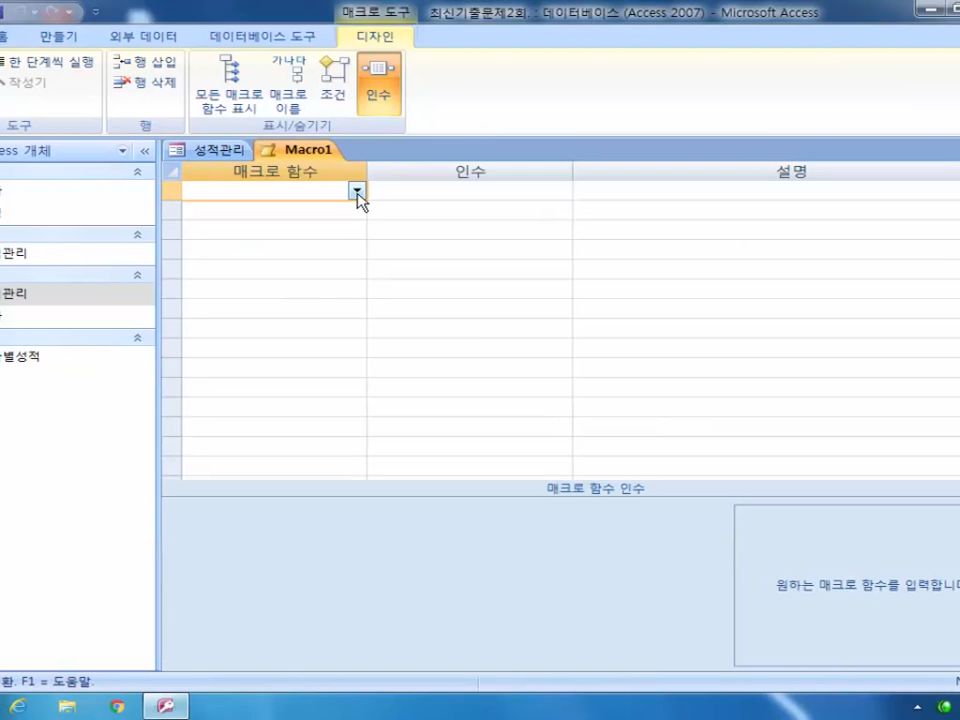 매크로 도구 최신기출문제2회. : 데이터베이스 (Access 2007) - Microsoft Access
홈 만들기 외부 데이터 데이터베이스 도구 디자인
한 단계씩 실행
작성기
도구
행 삽입
행 삭제
행
모든 매크로 함수 표시
가나다
매크로 이름
조건
인수
표시/숨기기
ess 개체 «
성적관리 Macro1
매크로 함수 인수 설명
관리
관리
별성적
매크로 함수 인수
원하는 매크로 함수를 입력합니다
환. F1 = 도움말.